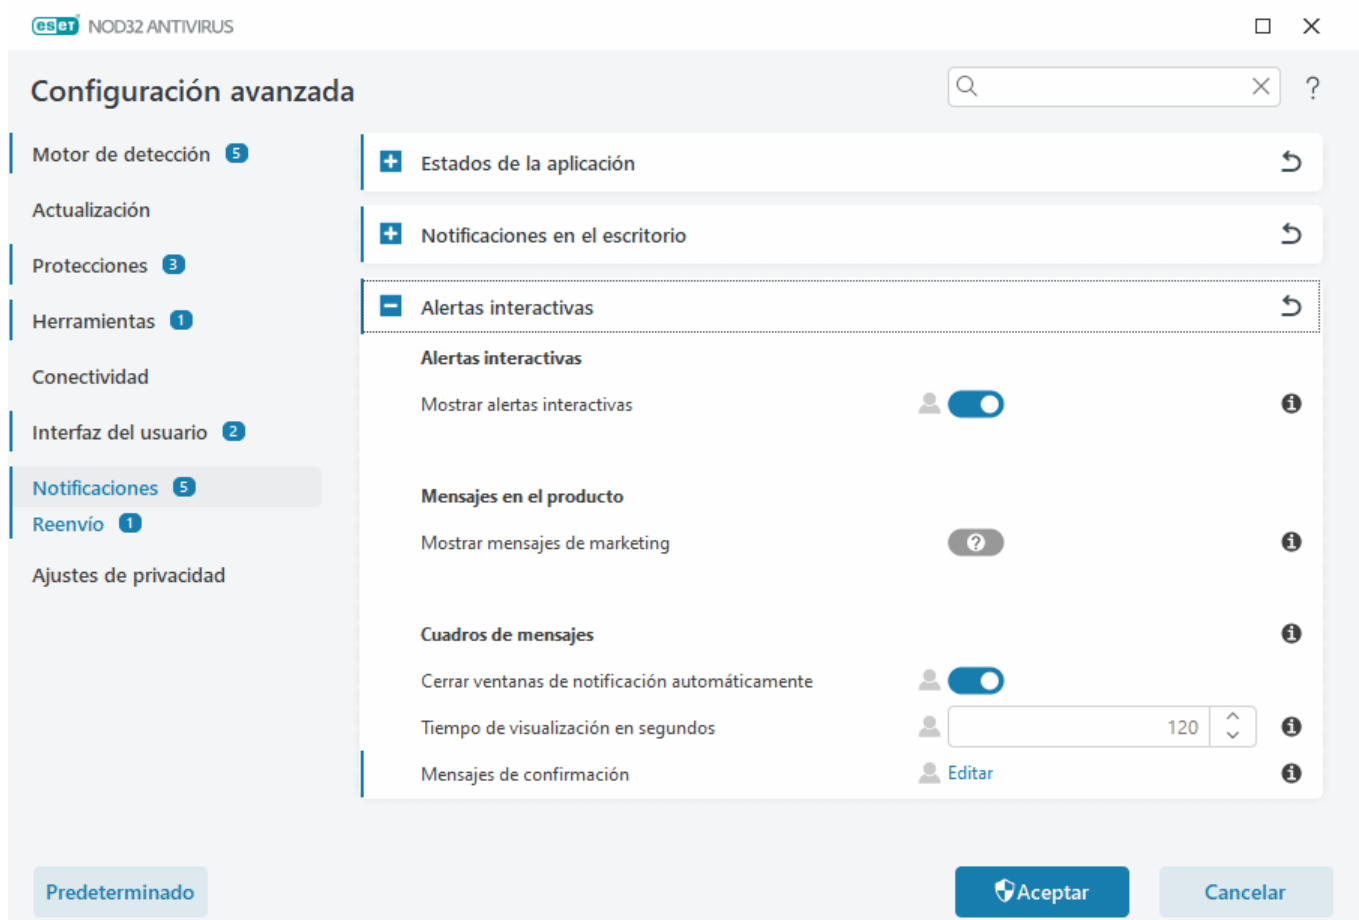 eset NOD32 ANTIVIRUS
Configuración avanzada
?
Motor de detección 5
Actualización
Protecciones 3
Herramientas 1
Conectividad
Interfaz del usuario 2
Notificaciones 5
Reenvío 1
Ajustes de privacidad
Estados de la aplicación
Notificaciones en el escritorio
Alertas interactivas
Alertas interactivas
Mostrar alertas interactivas
Mensajes en el producto
Mostrar mensajes de marketing ?
Cuadros de mensajes
Cerrar ventanas de notificación automáticamente
Tiempo de visualización en segundos 120
Mensajes de confirmación Editar
Predeterminado
Aceptar
Cancelar